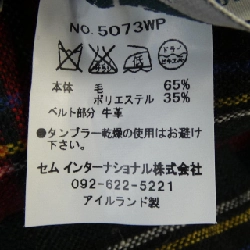 No. 5073WP
ドライ
本体 毛 65%
ポリエステル 35%
ベルト部分 牛革
●タンブラー乾燥の使用はお避け
下さい。
セム インターナショナル株式会社
092-622-5221
アイルランド製